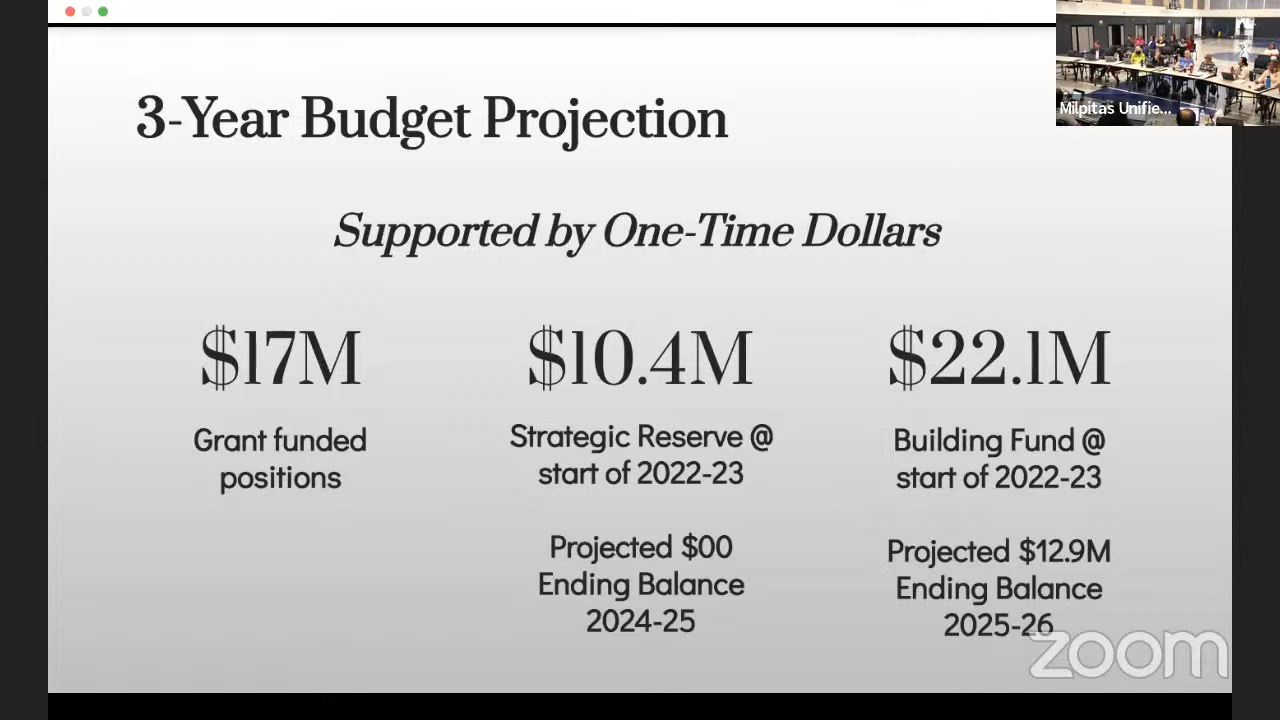 Milpitas Unifie...
3-Year Budget Projection
Supported by One-Time Dollars
$17M
Grant funded
positions
$10.4M
Strategic Reserve @
start of 2022-23
Projected $00
Ending Balance
2024-25
$22.1M
Building Fund @
start of 2022-23
Projected $12.9M
Ending Balance
2025-26
zoom